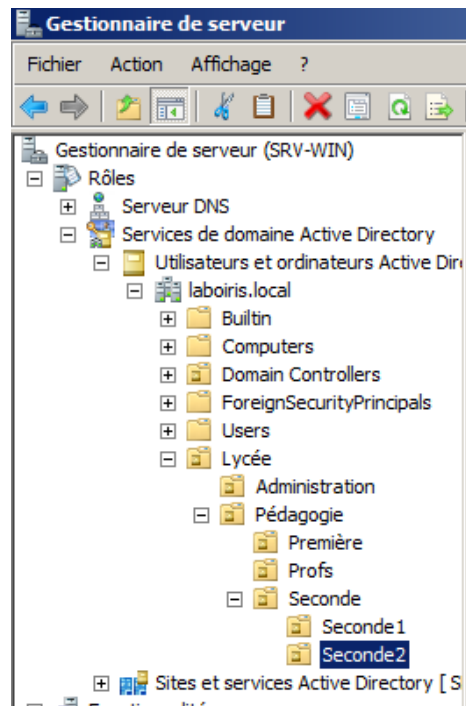 Gestionnaire de serveur
Fichier Action Affichage ?
Gestionnaire de serveur (SRV-WIN)
Rôles
Serveur DNS
Services de domaine Active Directory
Utilisateurs et ordinateurs Active Dire
laboiris.local
Builtin
Computers
Domain Controllers
ForeignSecurityPrincipals
Users
Lycée
Administration
Pédagogie
Première
Profs
Seconde
Seconde1
Seconde2
Sites et services Active Directory [ S